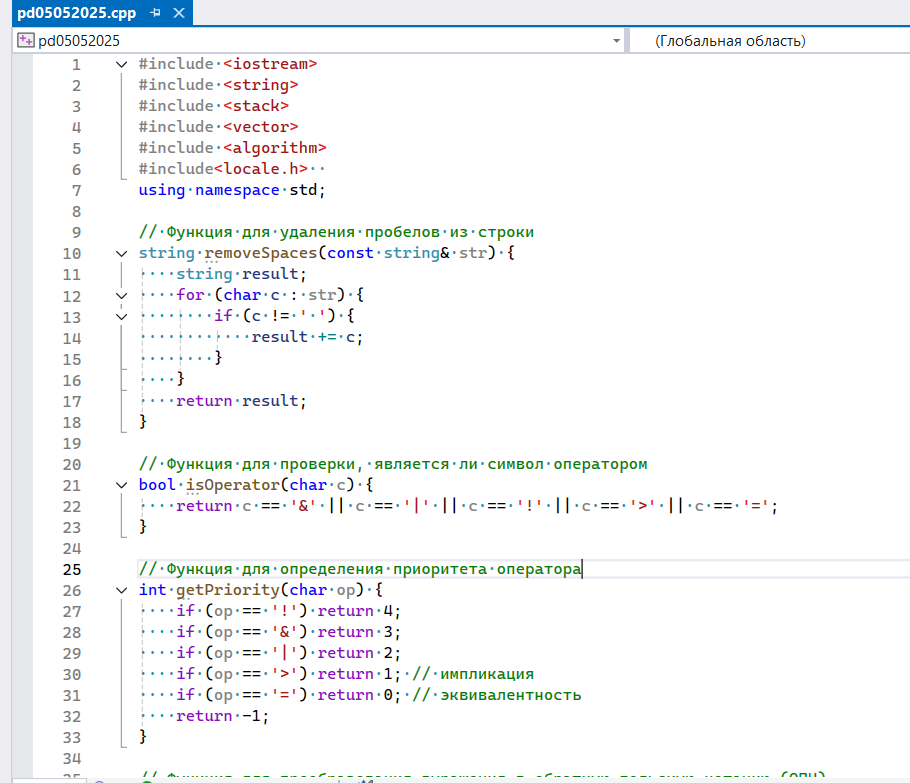 pd05052025.cpp
pd05052025
(Глобальная область)
1 #include <iostream>
2 #include <string>
3 #include <stack>
4 #include <vector>
5 #include <algorithm>
6 #include<locale.h>
7 using namespace std;
8
9 // Функция для удаления пробелов из строки
10 string removeSpaces(const string& str) {
11     string result;
12     for (char c : str) {
13         if (c != ' ') {
14             result += c;
15         }
16     }
17     return result;
18 }
19
20 // Функция для проверки, является ли символ оператором
21 bool isOperator(char c) {
22     return c == '&' || c == '|' || c == '!' || c == '>' || c == '=';
23 }
24
25 // Функция для определения приоритета оператора
26 int getPriority(char op) {
27     if (op == '!') return 4;
28     if (op == '&') return 3;
29     if (op == '|') return 2;
30     if (op == '>') return 1; // импликация
31     if (op == '=') return 0; // эквивалентность
32     return -1;
33 }
34